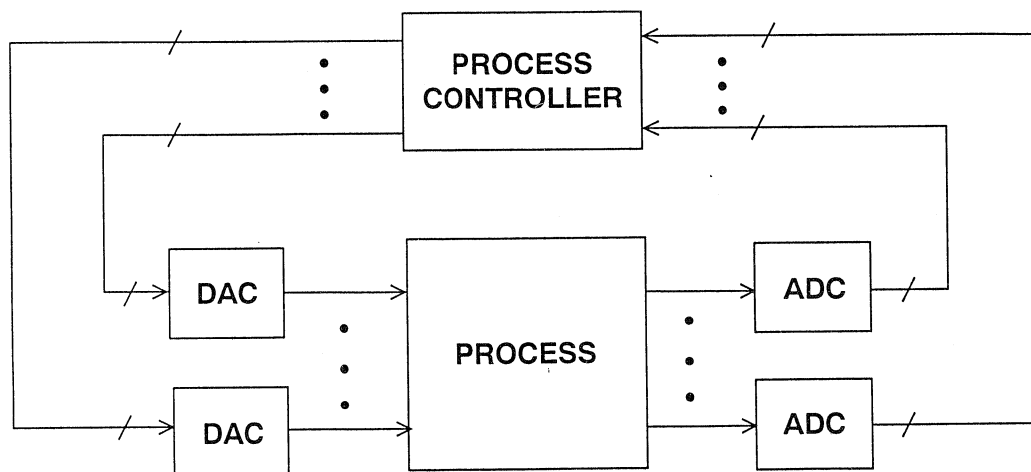 PROCESS
CONTROLLER
DAC
ADC
PROCESS
DAC
ADC